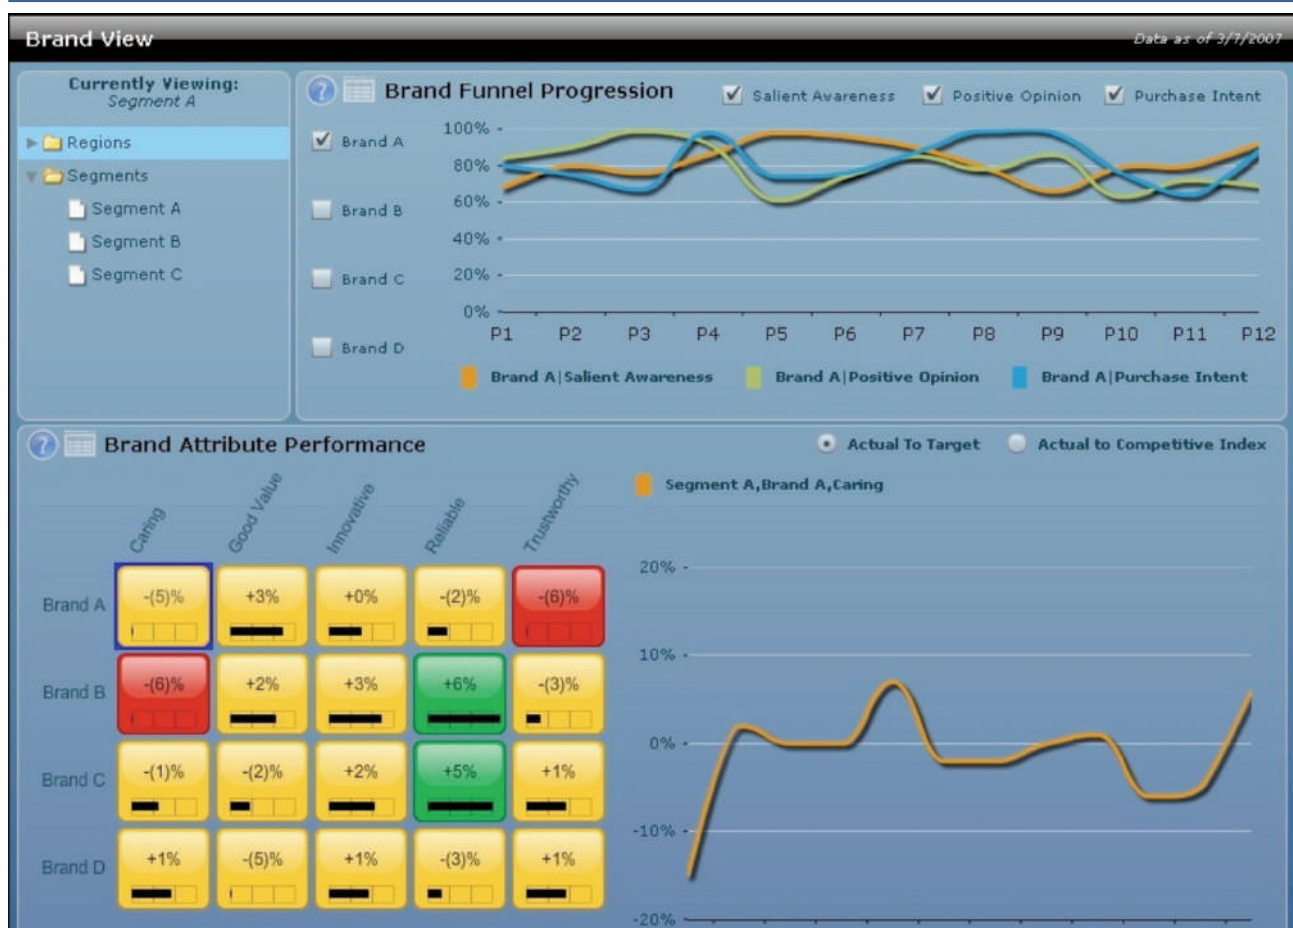 Brand View
Data as of 3/7/2007
Currently Viewing:
Segment A
Regions
Segments
Segment A
Segment B
Segment C
? Brand Funnel Progression
Salient Awareness Positive Opinion Purchase Intent
Brand A
Brand B
Brand C
Brand D
100%
80%
60%
40%
20%
0%
P1 P2 P3 P4 P5 P6 P7 P8 P9 P10 P11 P12
Brand A|Salient Awareness Brand A|Positive Opinion Brand A|Purchase Intent
? Brand Attribute Performance
Actual To Target Actual to Competitive Index
Caring Good Value Innovative Reliable Trustworthy
Brand A -(5)% +3% +0% -(2)% -(6)%
Brand B -(6)% +2% +3% +6% -(3)%
Brand C -(1)% -(2)% +2% +5% +1%
Brand D +1% -(5)% +1% -(3)% +1%
Segment A,Brand A,Caring
20%
10%
0%
-10%
-20%